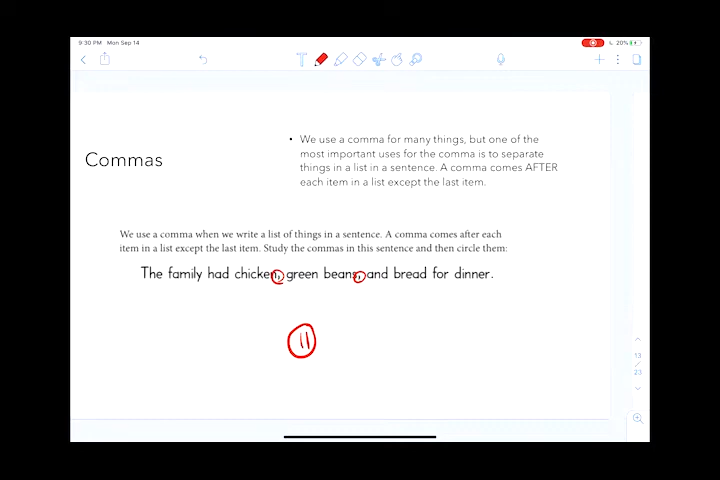 9:30 PM Mon Sep 14
20%
T
Commas
• We use a comma for many things, but one of the
most important uses for the comma is to separate
things in a list in a sentence. A comma comes AFTER
each item in a list except the last item.
We use a comma when we write a list of things in a sentence. A comma comes after each
item in a list except the last item. Study the commas in this sentence and then circle them:
The family had chicken, green beans, and bread for dinner.
11
13
/
23